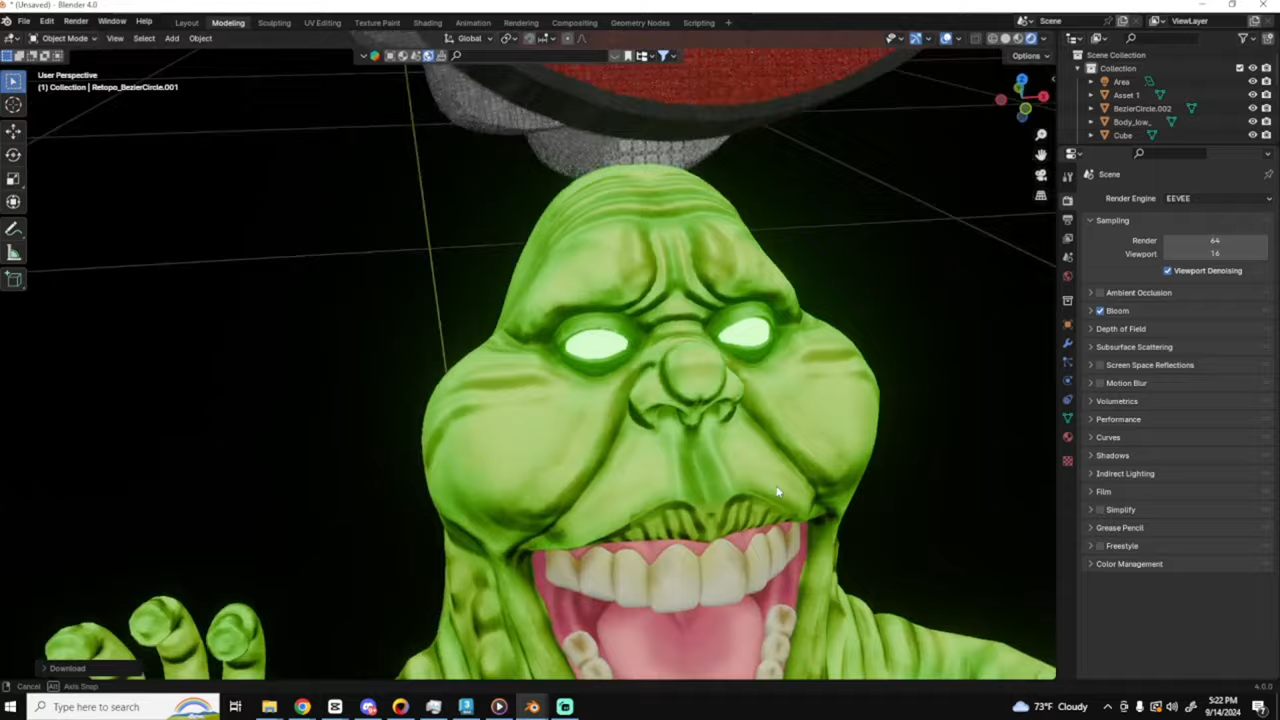 * (Unsaved) - Blender 4.0
File Edit Render Window Help Layout Modeling Sculpting UV Editing Texture Paint Shading Animation Rendering Compositing Geometry Nodes Scripting + Scene ViewLayer
Object Mode View Select Add Object Global
Options
User Perspective
(1) Collection | Retopo_BezierCircle.001
Scene Collection
Collection
Area
Asset 1
BezierCircle.002
Body_low_
Cube
Scene
Render Engine EEVEE
Sampling
Render 64
Viewport 16
Viewport Denoising
Ambient Occlusion
Bloom
Depth of Field
Subsurface Scattering
Screen Space Reflections
Motion Blur
Volumetrics
Performance
Curves
Shadows
Indirect Lighting
Film
Simplify
Grease Pencil
Freestyle
Color Management
Download
Cancel Alt Axis Snap 4.0.0
Type here to search
73°F Cloudy
5:22 PM
9/14/2024